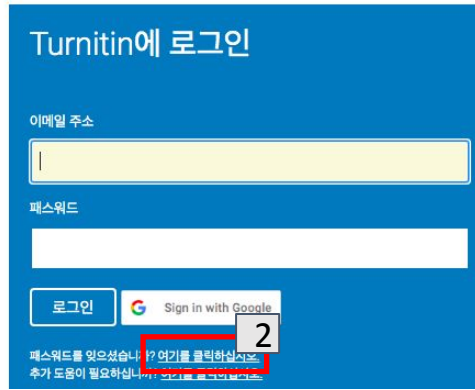 Turnitin에 로그인
이메일 주소
패스워드
로그인
Sign in with Google
2
패스워드를 잊으셨습니까? 여기를 클릭하십시오.
추가 도움이 필요하십니까? 여기를 클릭하십시오.